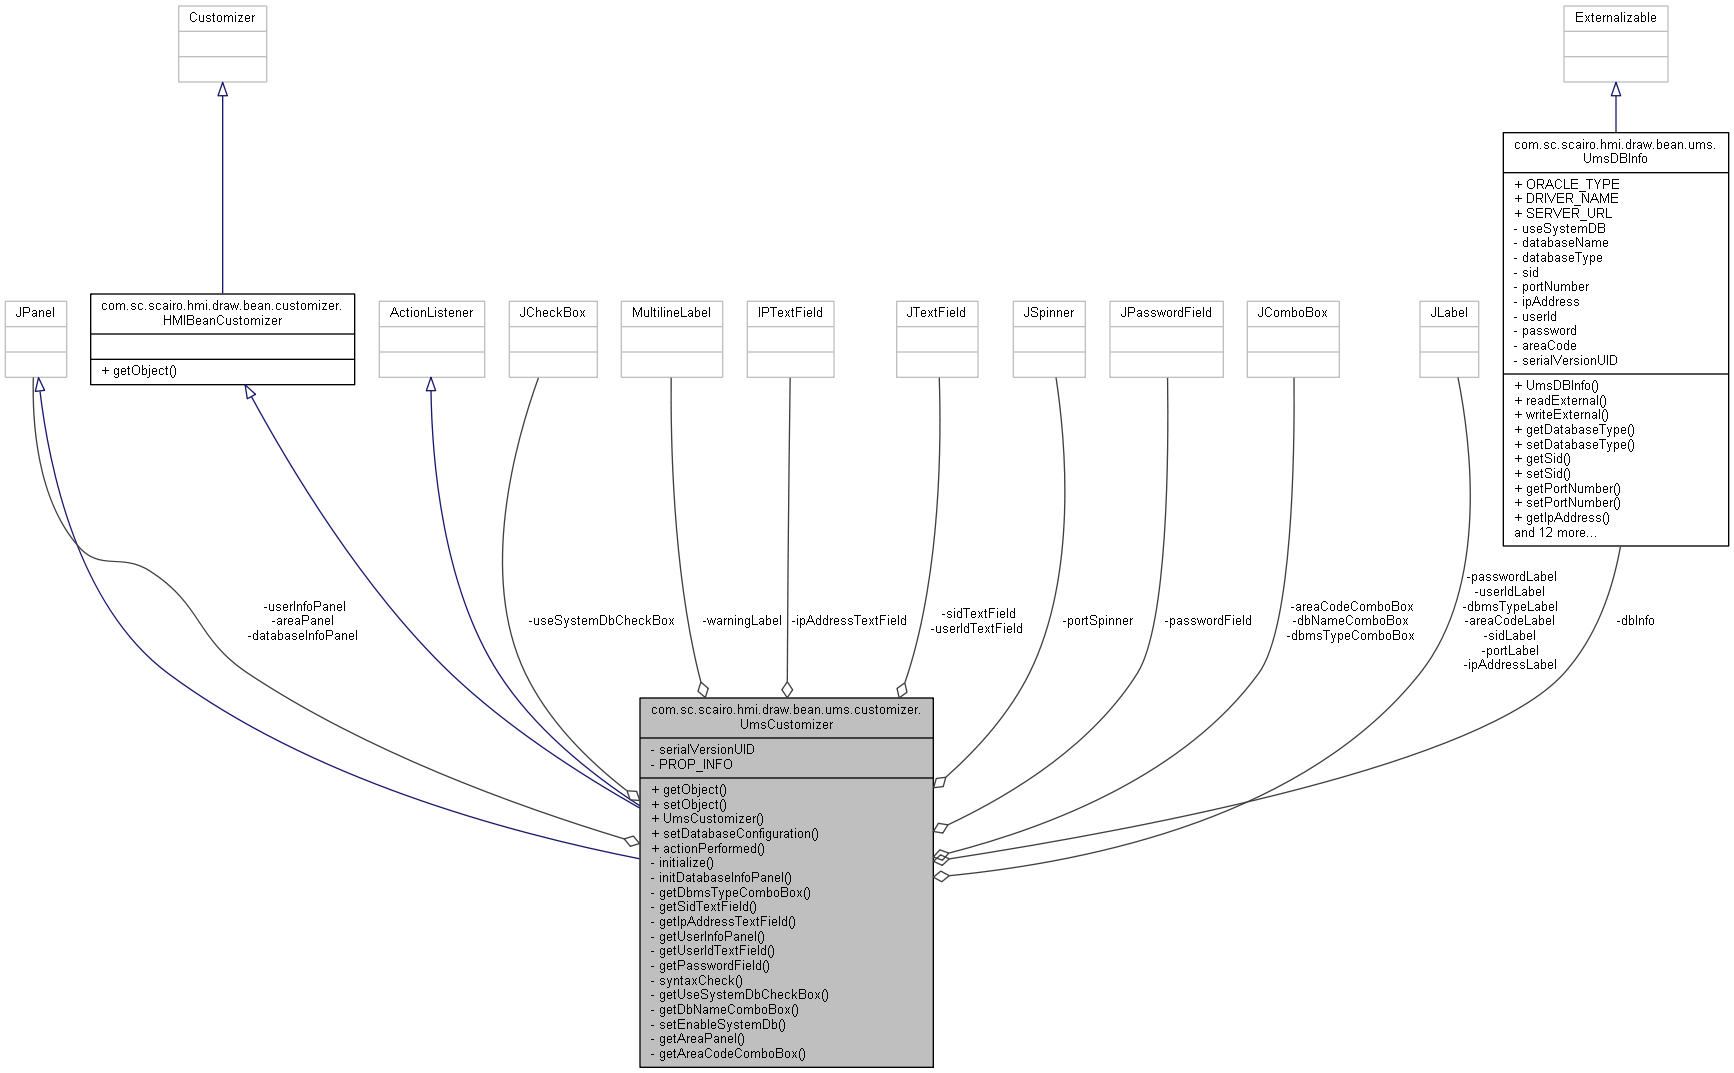 Customizer
Externalizable
com.sc.scairo.hmi.draw.bean.ums.
UmsDBInfo
+ ORACLE_TYPE
+ DRIVER_NAME
+ SERVER_URL
- useSystemDB
- databaseName
- databaseType
- sid
- portNumber
- ipAddress
- userId
- password
- areaCode
- serialVersionUID
+ UmsDBInfo()
+ readExternal()
+ writeExternal()
+ getDatabaseType()
+ setDatabaseType()
+ getSid()
+ setSid()
+ getPortNumber()
+ setPortNumber()
+ getIpAddress()
and 12 more...
JPanel
com.sc.scairo.hmi.draw.bean.customizer.
HMIBeanCustomizer
+ getObject()
ActionListener
JCheckBox
MultilineLabel
IPTextField
JTextField
JSpinner
JPasswordField
JComboBox
JLabel
-userInfoPanel
-areaPanel
-databaseInfoPanel
-useSystemDbCheckBox
-warningLabel
-ipAddressTextField
-sidTextField
-userIdTextField
-portSpinner
-passwordField
-areaCodeComboBox
-dbNameComboBox
-dbmsTypeComboBox
-passwordLabel
-userIdLabel
-dbmsTypeLabel
-areaCodeLabel
-sidLabel
-portLabel
-ipAddressLabel
-dbInfo
com.sc.scairo.hmi.draw.bean.ums.customizer.
UmsCustomizer
- serialVersionUID
- PROP_INFO
+ getObject()
+ setObject()
+ UmsCustomizer()
+ setDatabaseConfiguration()
+ actionPerformed()
- initialize()
- initDatabaseInfoPanel()
- getDbmsTypeComboBox()
- getSidTextField()
- getIpAddressTextField()
- getUserInfoPanel()
- getUserIdTextField()
- getPasswordField()
- syntaxCheck()
- getUseSystemDbCheckBox()
- getDbNameComboBox()
- setEnableSystemDb()
- getAreaPanel()
- getAreaCodeComboBox()